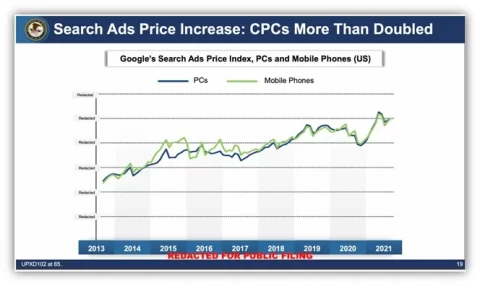 Search Ads Price Increase: CPCs More Than Doubled
Google's Search Ads Price Index, PCs and Mobile Phones (US)
PCs Mobile Phones
Redacted
Redacted
Redacted
Redacted
Redacted
Redacted
2013 2014 2015 2016 2017 2018 2019 2020 2021
REDACTED FOR PUBLIC FILING
UPXD102 at 65. 19